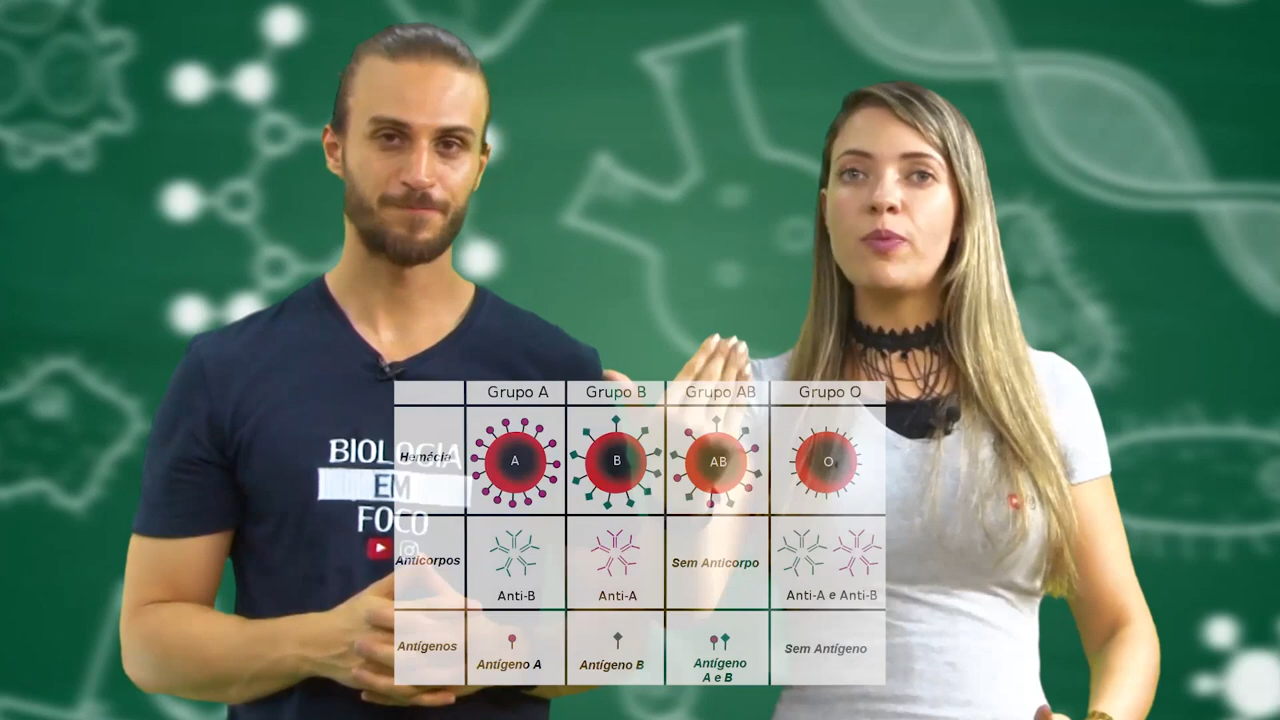 BIOLOGIA
EM
FOCO
Grupo A Grupo B Grupo AB Grupo O
Hemácia A B AB O
Anticorpos Anti-B Anti-A Sem Anticorpo Anti-A e Anti-B
Antígenos Antígeno A Antígeno B Antígeno Sem Antígeno
A e B